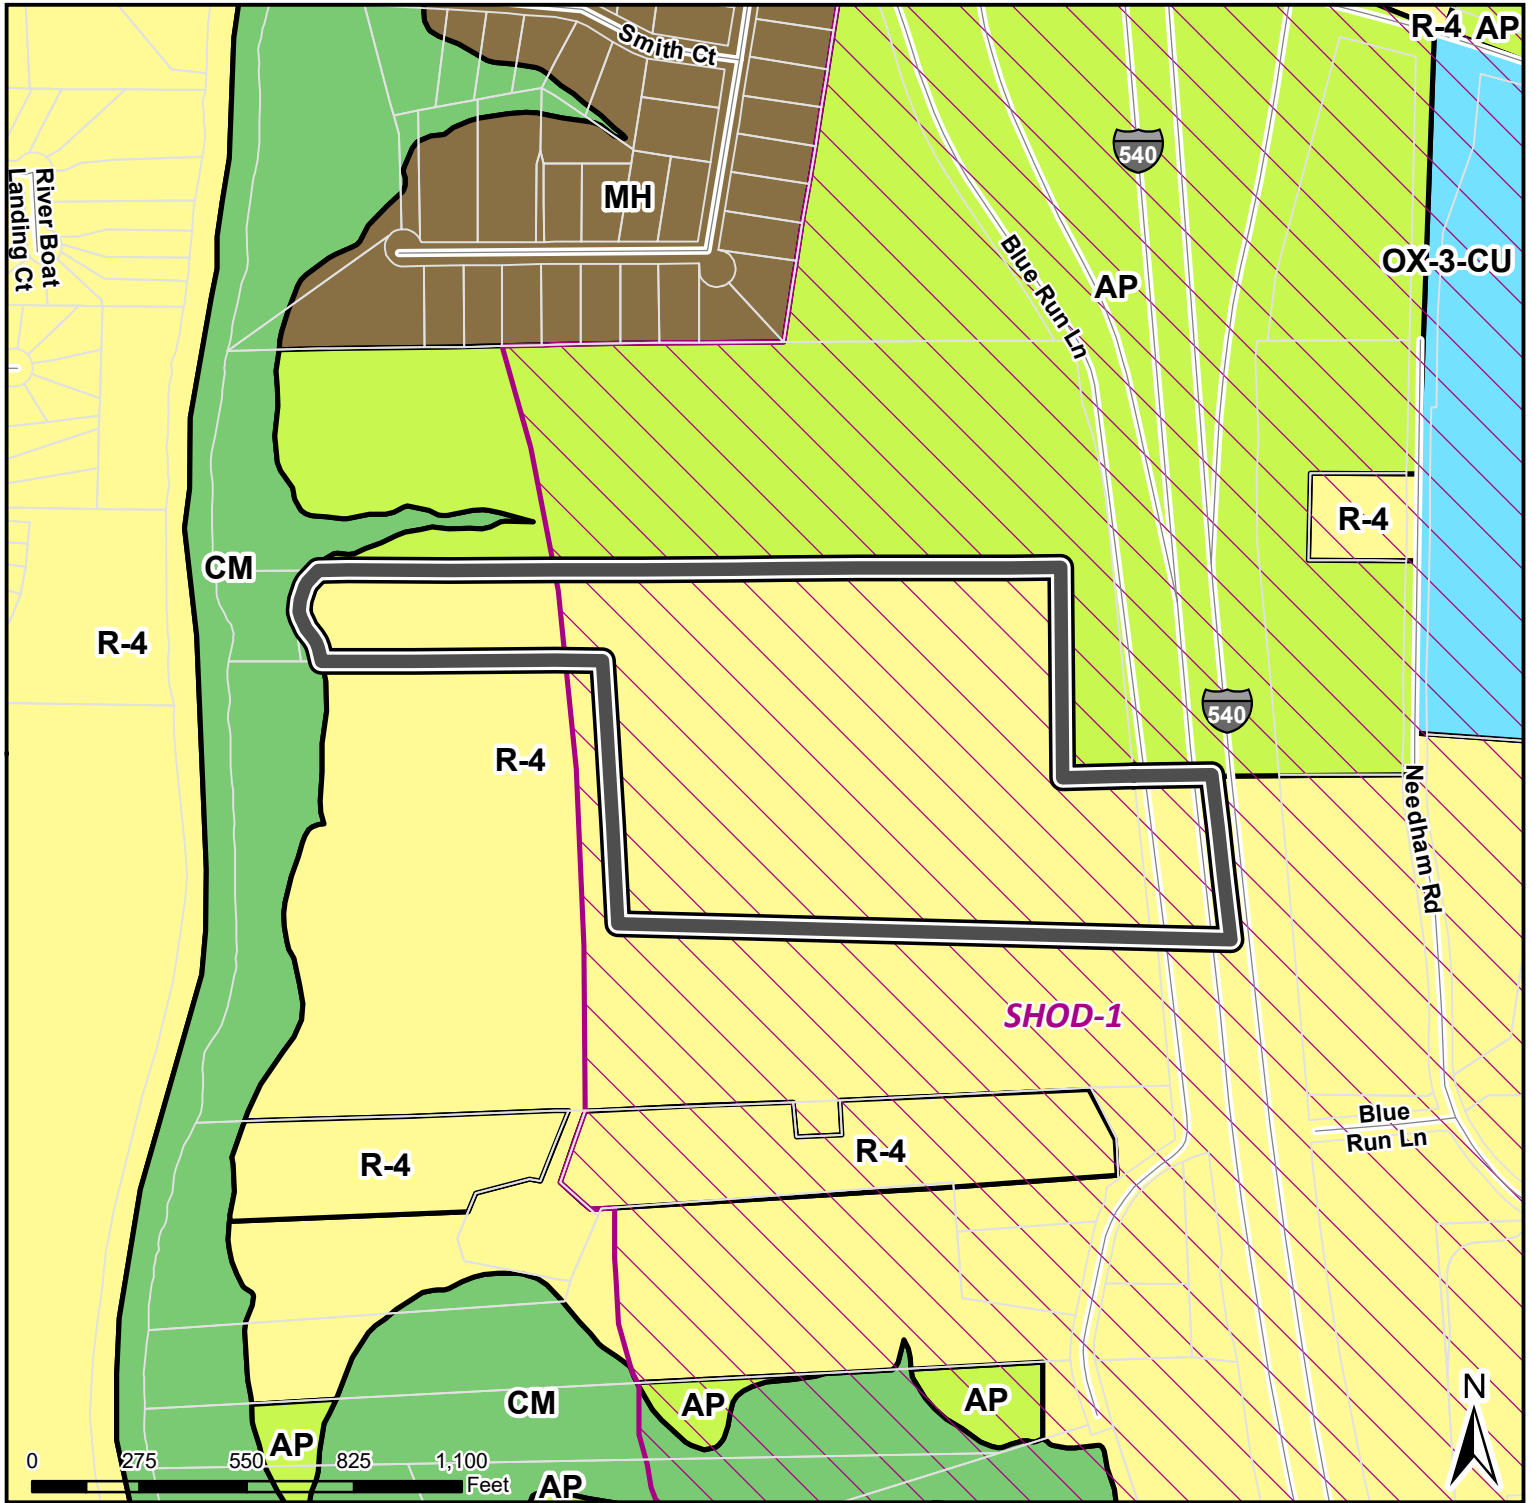 R-4 AP
Smith Ct
540
River Boat
Landing Ct
MH
OX-3-CU
Blue Run Ln
AP
R-4
CM
R-4
540
R-4
Needham Rd
SHOD-1
Blue
Run Ln
R-4
R-4
N
CM
AP
AP
AP
0 275 550 825 1,100
Feet
AP